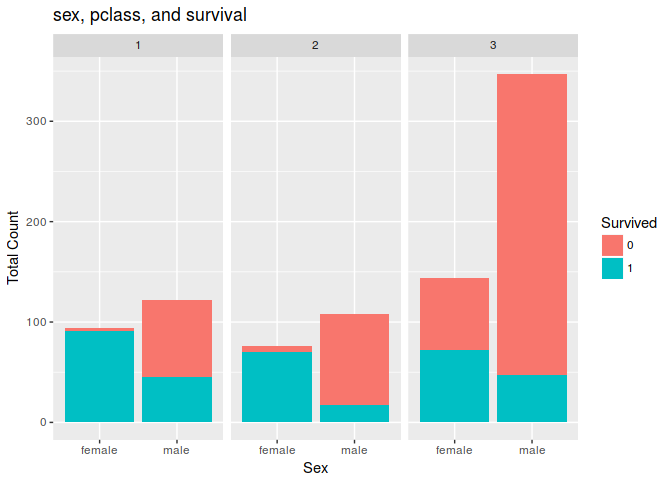 sex, pclass, and survival
1 2 3
300
200
100
0
Total Count
female male female male female male
Sex
Survived
0
1